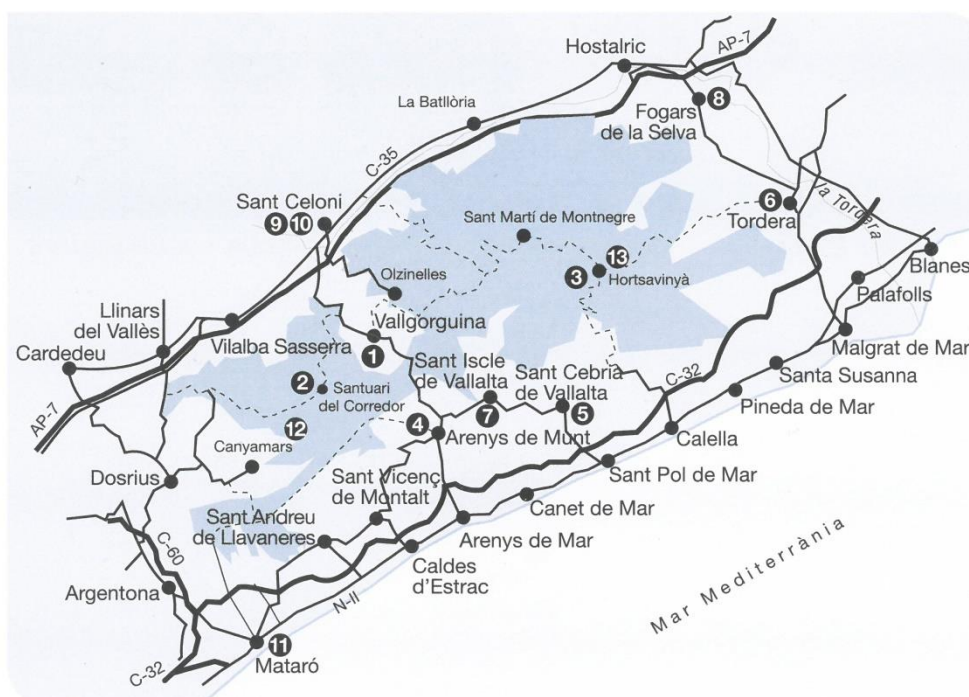 AP-7
Hostalric
La Batllòria
Fogars
de la Selva
8
C-35
Sant Celoni
9 10
Sant Martí de Montnegre
6
Tordera
la Tordera
13
3
Hortsavinyà
Olzinelles
Blanes
Palafolls
Llinars
del Vallès
Vallgorguina
Vilalba Sasserra
1
Malgrat de Mar
Cardedeu
Sant Iscle
de Vallalta
Sant Cebrià
de Vallalta
C-32
Santa Susanna
2
Santuari
del Corredor
7
5
Pineda de Mar
AP-7
12
4
Arenys de Munt
Calella
Canyamars
Dosrius
Sant Vicenç
de Montalt
Sant Pol de Mar
Canet de Mar
Sant Andreu
de Llavaneres
Arenys de Mar
C-60
Caldes
d'Estrac
Mar Mediterrània
Argentona
N-II
11
Mataró
C-32